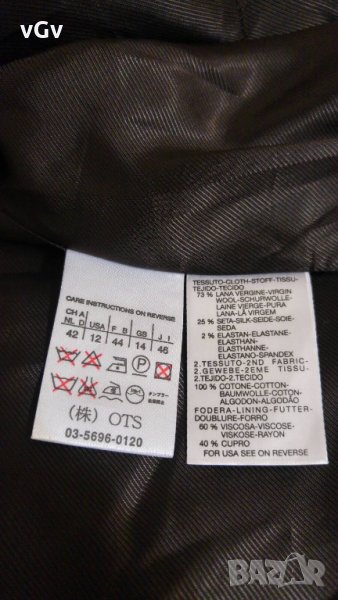 vGv
CARE INSTRUCTIONS ON REVERSE
CH A
NL D
USA
F S
GB
J I
42
12
44
14
46
P
(株) OTS
03-5696-0120
TESSUTO-CLOTH-STOFF-TISSU-
TEJIDO-TECIDO
73 % LANA VERGINE-VIRGIN
WOOL-SCHURWOLLE-
LAINE VIERGE-PURA
LANA-LÃ VIRGEM
25 % SETA-SILK-SEIDE-SOIE-
SEDA
2 % ELASTAN-ELASTANE-
ELASTHANNE-ELASTAN-
ELASTANO-SPANDEX
2.TESSUTO-2ND FABRIC-
2.GEWEBE-2EME TISSU-
2.TEJIDO-2.TECIDO
100 % COTONE-COTTON-
BAUMWOLLE-COTON-
ALGODON-ALGODÃO
FODERA-LINING-FUTTER-
DOUBLURE-FORRO
60 % VISCOSA-VISCOSE-
VISKOSE-RAYON
40 % CUPRO
FOR USA SEE ON REVERSE
BAZAR